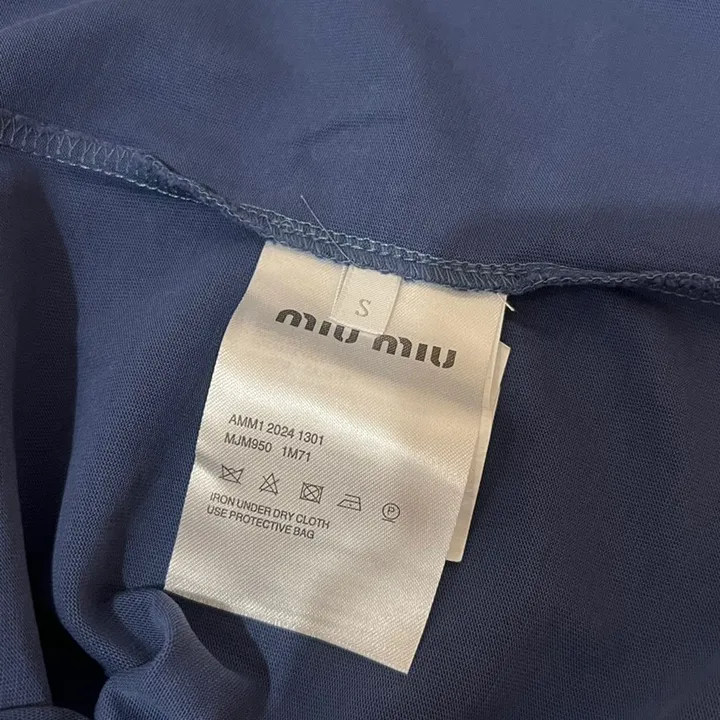 S
miu miu
AMM1 2024 1301
MJM950 1M71
P
IRON UNDER DRY CLOTH
USE PROTECTIVE BAG